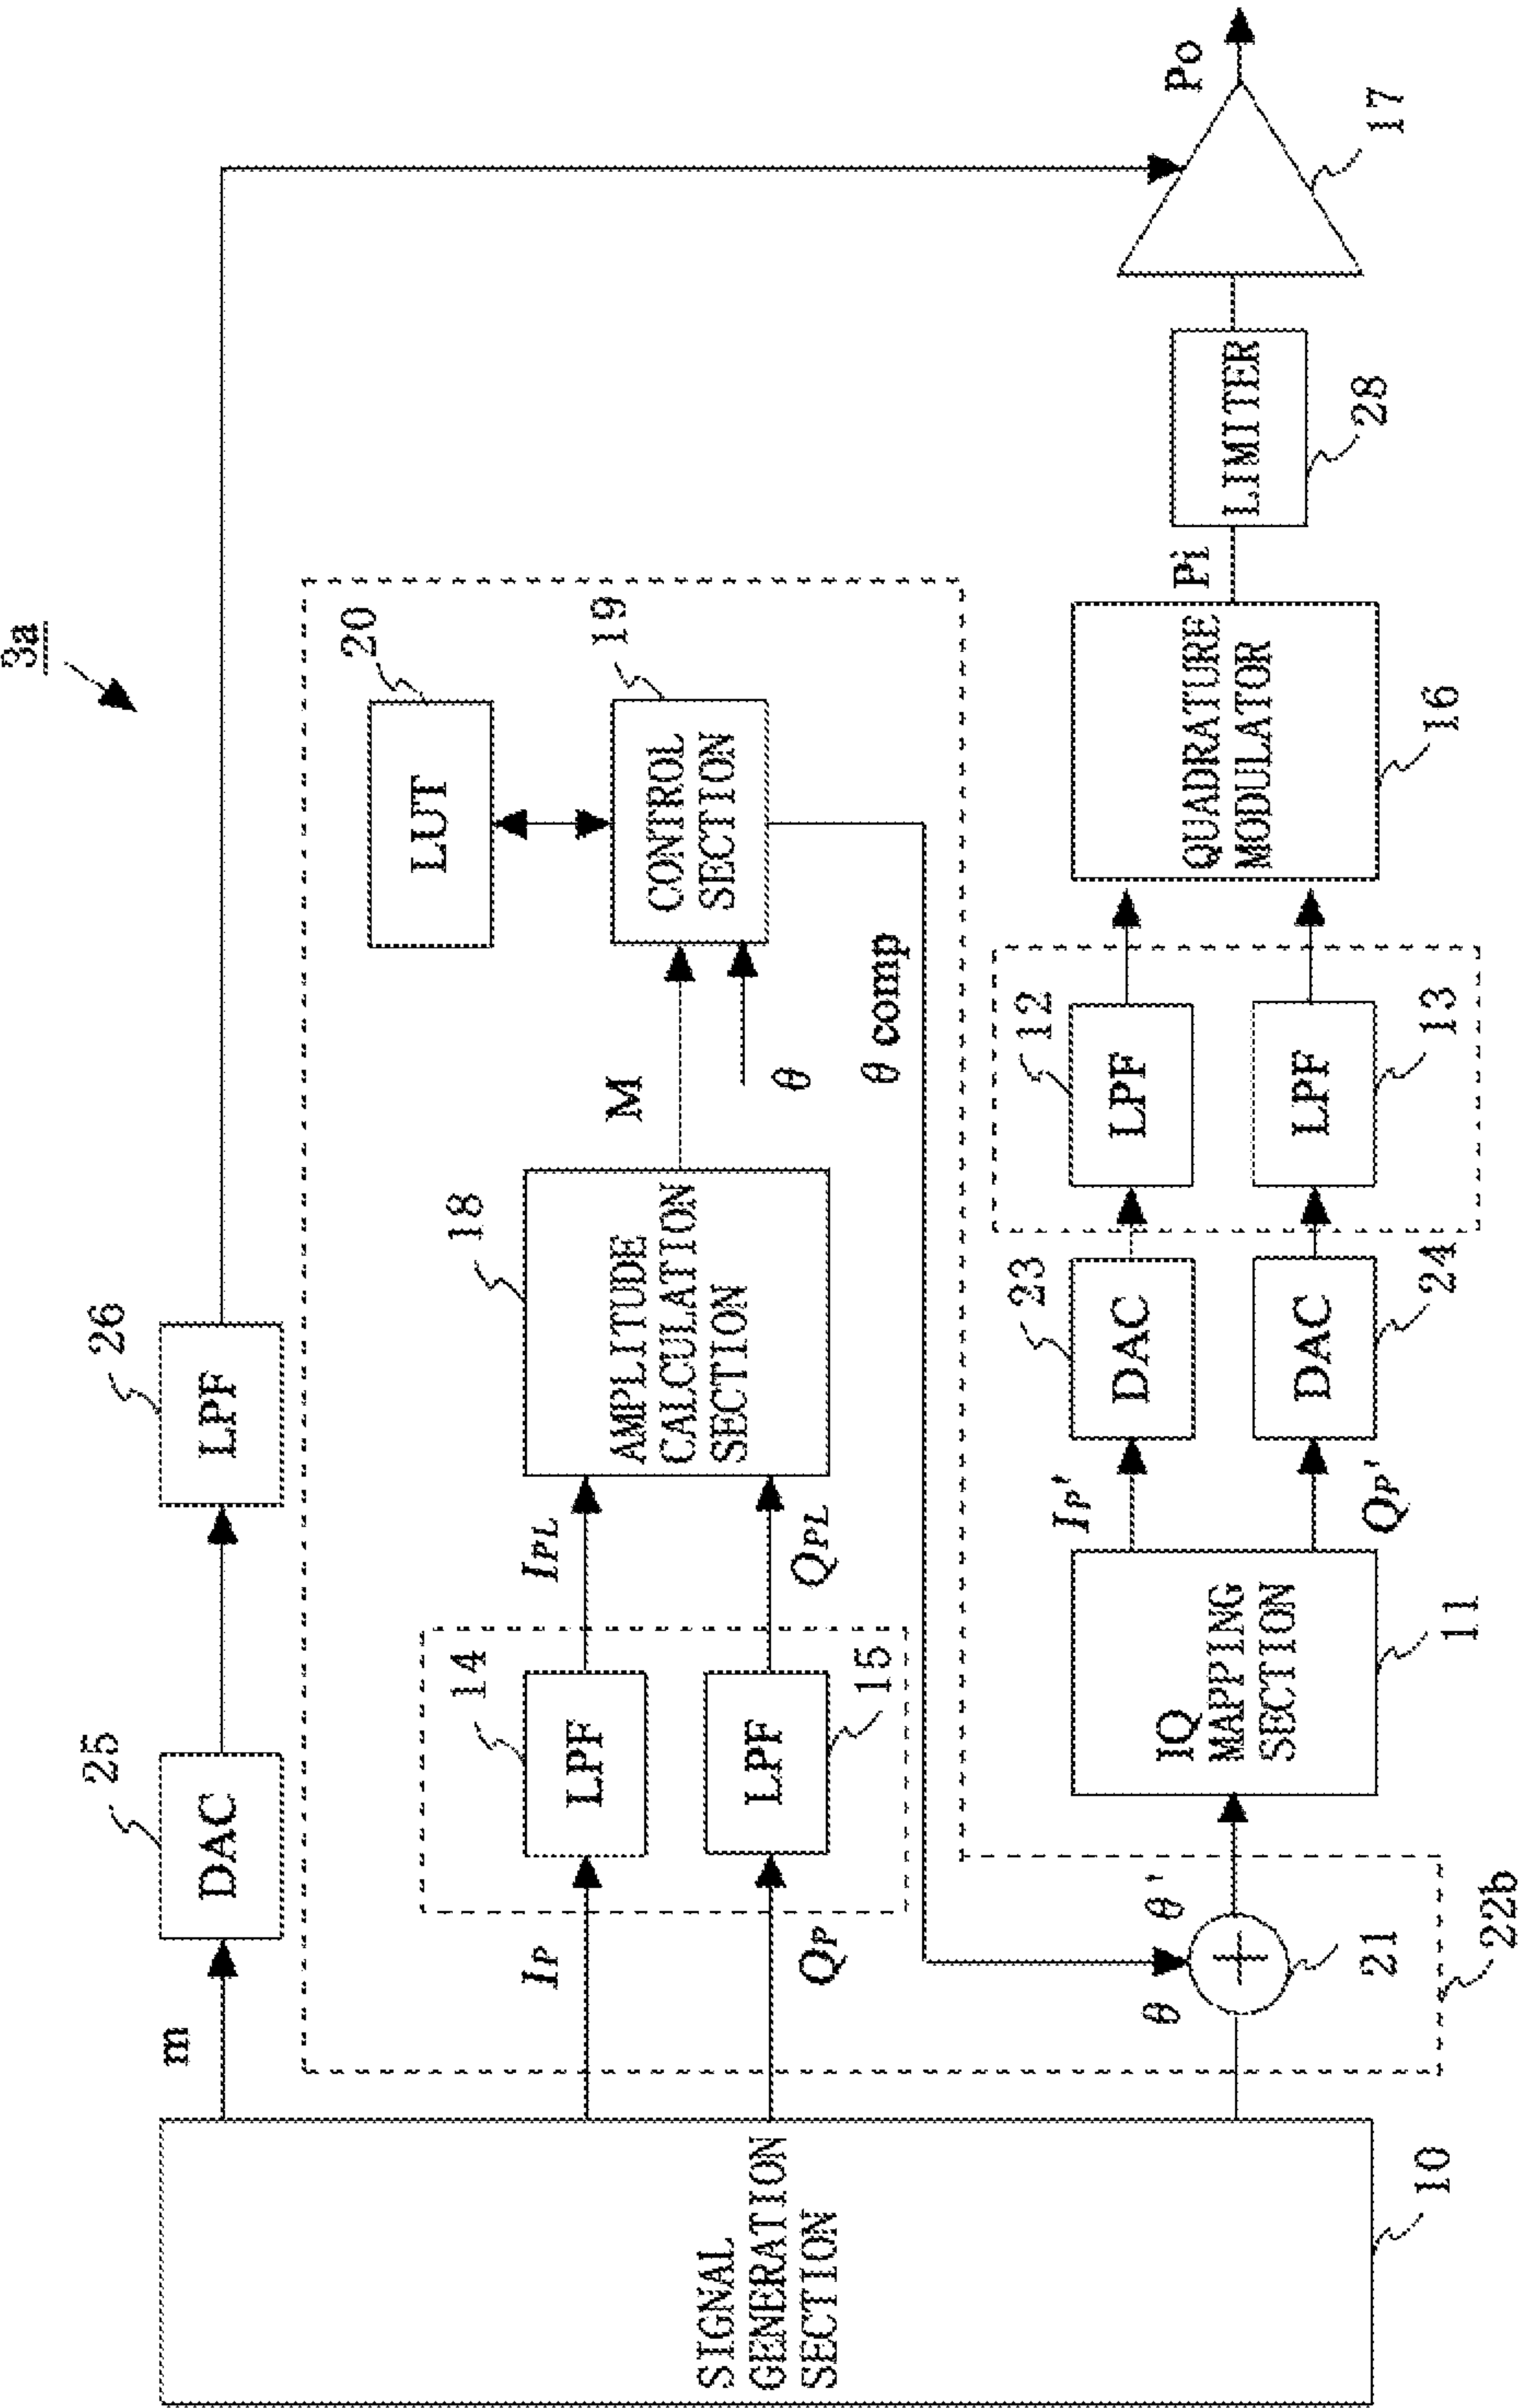 3a
m
25
DAC
26
LPF
20
LUT
19
CONTROL
SECTION
18
AMPLITUDE
CALCULATION
SECTION
M
θ
θ comp
14
LPF
15
LPF
IP
QP
IPL
QPL
SIGNAL
GENERATION
SECTION
10
θ
θ'
21
22b
IQ
MAPPING
SECTION
11
IP'
QP'
23
DAC
24
DAC
12
LPF
13
LPF
QUADRATURE
MODULATOR
16
Pi
LIMITER
28
17
Po